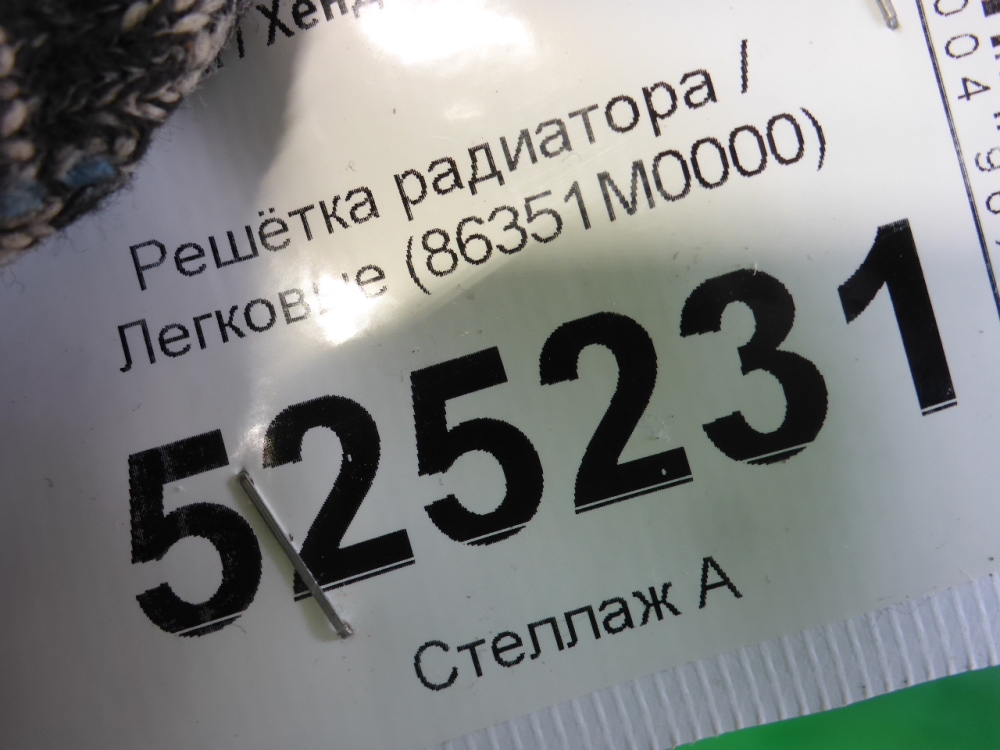 Решётка радиатора /
Легковые (86351M0000)
525231
Стеллаж А